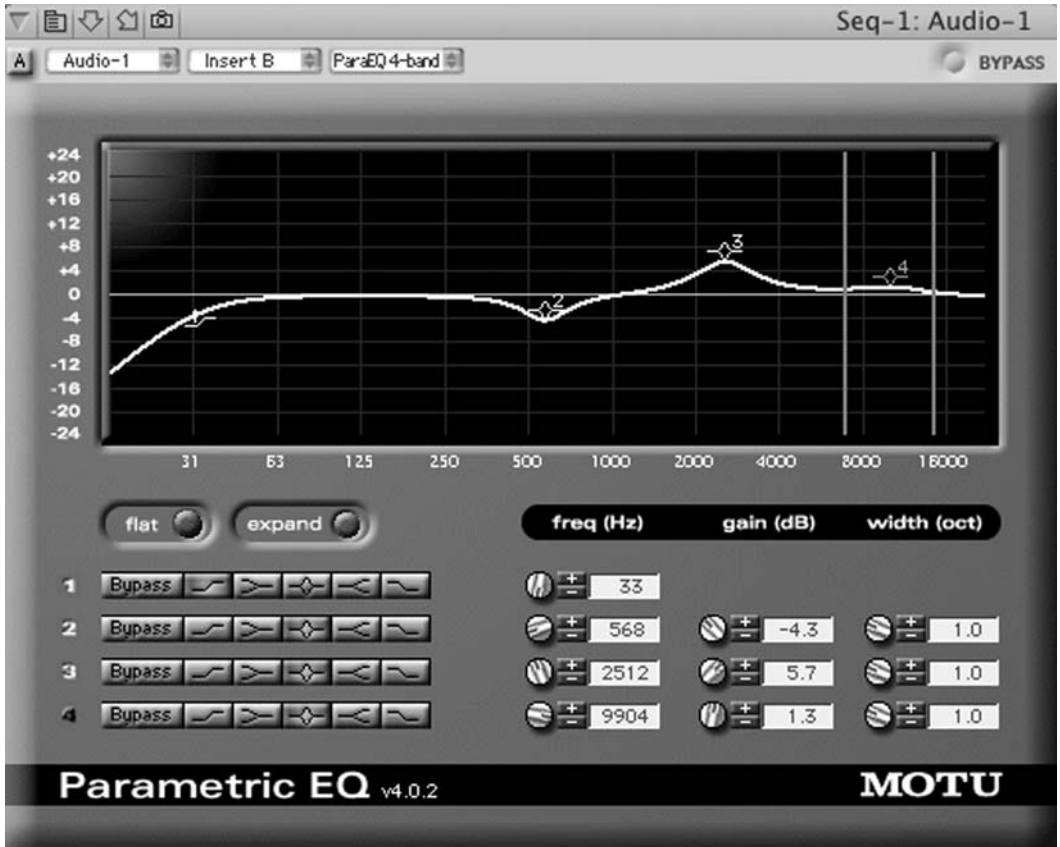 Seq-1: Audio-1
A Audio-1 Insert B ParaEQ 4-band BYPASS
+24
+20
+16
+12
+8
+4
0
-4
-8
-12
-16
-20
-24
3
4
2
31 63 125 250 500 1000 2000 4000 8000 16000
flat expand freq (Hz) gain (dB) width (oct)
1 Bypass 33
2 Bypass 568 -4.3 1.0
3 Bypass 2512 5.7 1.0
4 Bypass 9904 1.3 1.0
Parametric EQ v4.0.2 MOTU